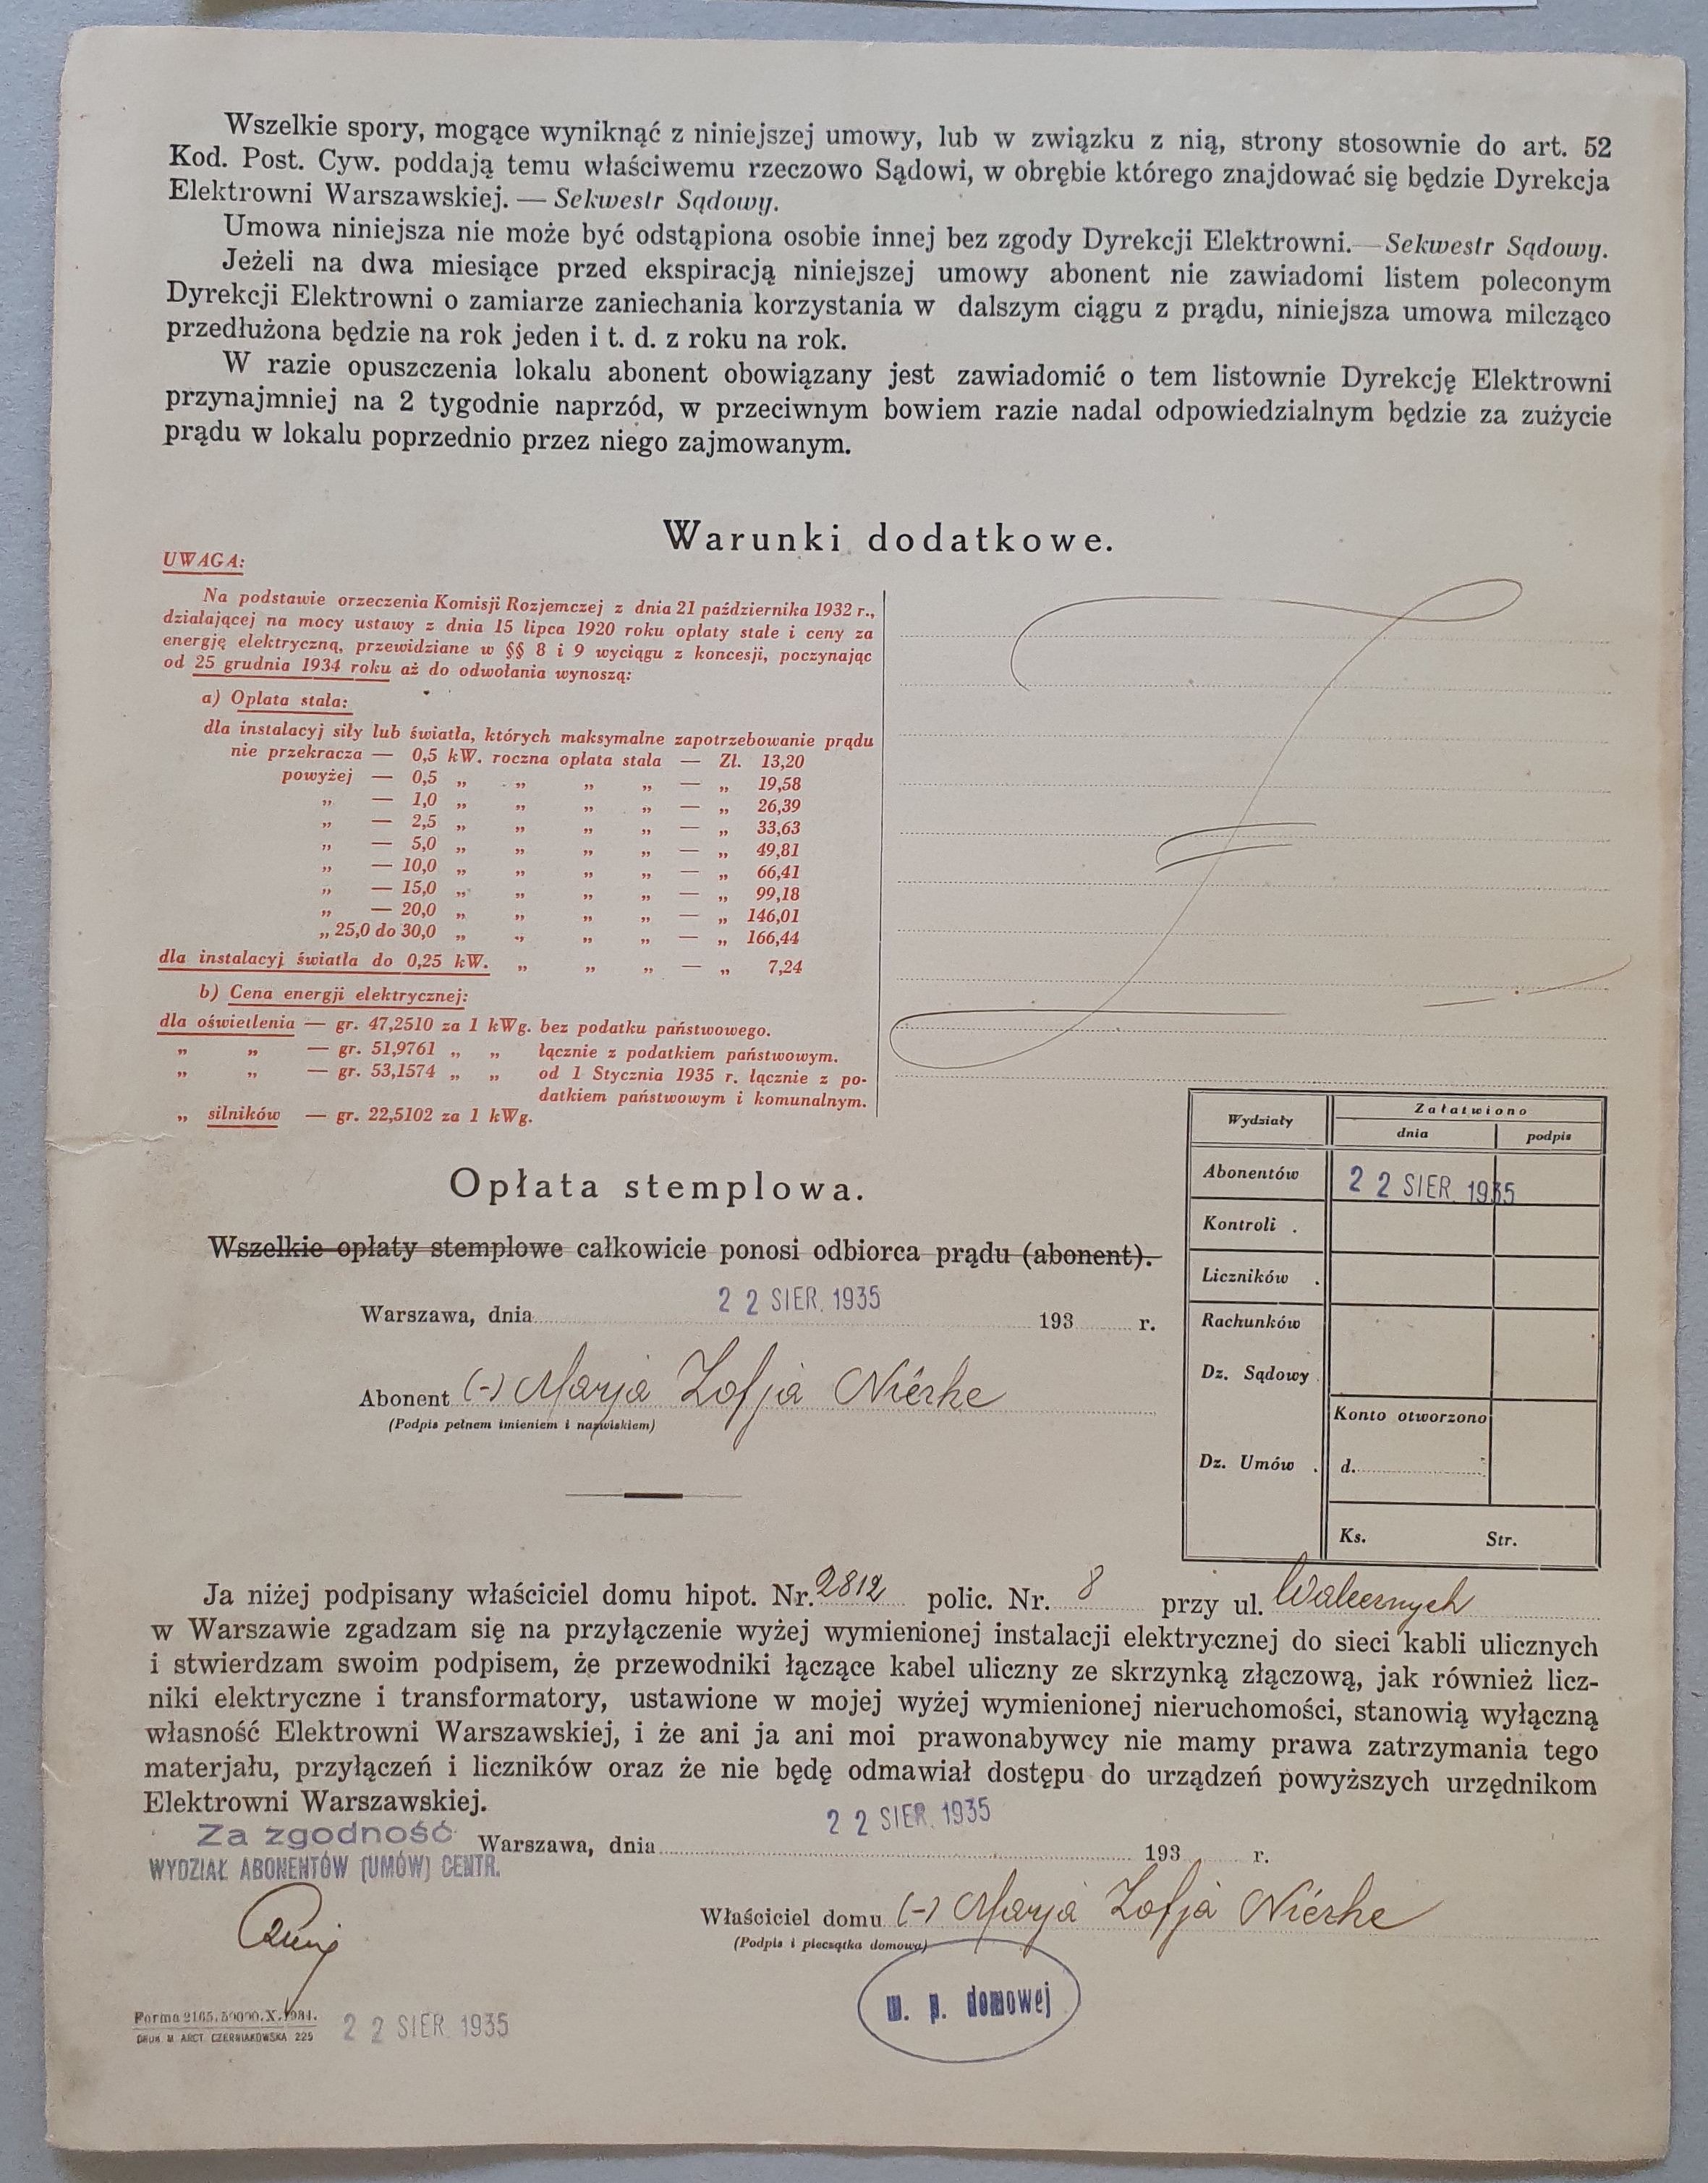 Wszelkie spory, mogące wyniknąć z niniejszej umowy, lub w związku z nią, strony stosownie do art. 52
Kod. Post. Cyw. poddają temu właściwemu rzeczowo Sądowi, w obrębie którego znajdować się będzie Dyrekcja
Elektrowni Warszawskiej. — Sekwestr Sądowy.
Umowa niniejsza nie może być odstąpiona osobie innej bez zgody Dyrekcji Elektrowni.—Sekwestr Sądowy.
Jeżeli na dwa miesiące przed ekspiracją niniejszej umowy abonent nie zawiadomi listem poleconym
Dyrekcji Elektrowni o zamiarze zaniechania korzystania w dalszym ciągu z prądu, niniejsza umowa milcząco
przedłużona będzie na rok jeden i t. d. z roku na rok.
W razie opuszczenia lokalu abonent obowiązany jest zawiadomić o tem listownie Dyrekcję Elektrowni
przynajmniej na 2 tygodnie naprzód, w przeciwnym bowiem razie nadal odpowiedzialnym będzie za zużycie
prądu w lokalu poprzednio przez niego zajmowanym.
Warunki dodatkowe.
UWAGA:
Na podstawie orzeczenia Komisji Rozjemczej z dnia 21 października 1932 r.,
działającej na mocy ustawy z dnia 15 lipca 1920 roku opłaty stałe i ceny za
energję elektryczną, przewidziane w §§ 8 i 9 wyciągu z koncesji, poczynając
od 25 grudnia 1934 roku aż do odwołania wynoszą:
a) Opłata stała:
dla instalacyj siły lub światła, których maksymalne zapotrzebowanie prądu
nie przekracza — 0,5 kW. roczna opłata stała — Zł. 13,20
powyżej — 0,5 „ „ „ „ — „ 19,58
„ — 1,0 „ „ „ „ — „ 26,39
„ — 2,5 „ „ „ „ — „ 33,63
„ — 5,0 „ „ „ „ — „ 49,81
„ — 10,0 „ „ „ „ — „ 66,41
„ — 15,0 „ „ „ „ — „ 99,18
„ — 20,0 „ „ „ „ — „ 146,01
„ 25,0 do 30,0 „ „ „ „ — „ 166,44
dla instalacyj światła do 0,25 kW. „ „ „ — „ 7,24
b) Cena energji elektrycznej:
dla oświetlenia — gr. 47,2510 za 1 kWg. bez podatku państwowego.
„ „ — gr. 51,9761 „ „ łącznie z podatkiem państwowym.
„ „ — gr. 53,1574 „ „ od 1 Stycznia 1935 r. łącznie z po-
datkiem państwowym i komunalnym.
„ silników — gr. 22,5102 za 1 kWg.
Wydziały Załatwiono
dnia podpis
Abonentów 22 SIER. 1935
Kontroli .
Liczników .
Rachunków
Dz. Sądowy .
Konto otworzono
Dz. Umów . d.
Ks. Str.
Opłata stemplowa.
Wszelkie opłaty stemplowe całkowicie ponosi odbiorca prądu (abonent).
Warszawa, dnia 22 SIER. 1935 193 r.
Abonent (-) Marja Zofja Nierke
(Podpis pełnem imieniem i nazwiskiem)
Ja niżej podpisany właściciel domu hipot. Nr. 2812 polic. Nr. 8 przy ul. Walecznych
w Warszawie zgadzam się na przyłączenie wyżej wymienionej instalacji elektrycznej do sieci kabli ulicznych
i stwierdzam swoim podpisem, że przewodniki łączące kabel uliczny ze skrzynką złączową, jak również licz-
niki elektryczne i transformatory, ustawione w mojej wyżej wymienionej nieruchomości, stanowią wyłączną
własność Elektrowni Warszawskiej, i że ani ja ani moi prawonabywcy nie mamy prawa zatrzymania tego
materjału, przyłączeń i liczników oraz że nie będę odmawiał dostępu do urządzeń powyższych urzędnikom
Elektrowni Warszawskiej.
Za zgodność
WYDZIAŁ ABONENTÓW (UMÓW) CENTR.
Warszawa, dnia 22 SIER. 1935 193 r.
Właściciel domu (-) Marja Zofja Nierke
(Podpis i pieczątka domowa)
m. p. domowej
Forma 2165. 50000. X. 1934.
DRUK. M. ARCT. CZERNIAKOWSKA 225
22 SIER. 1935